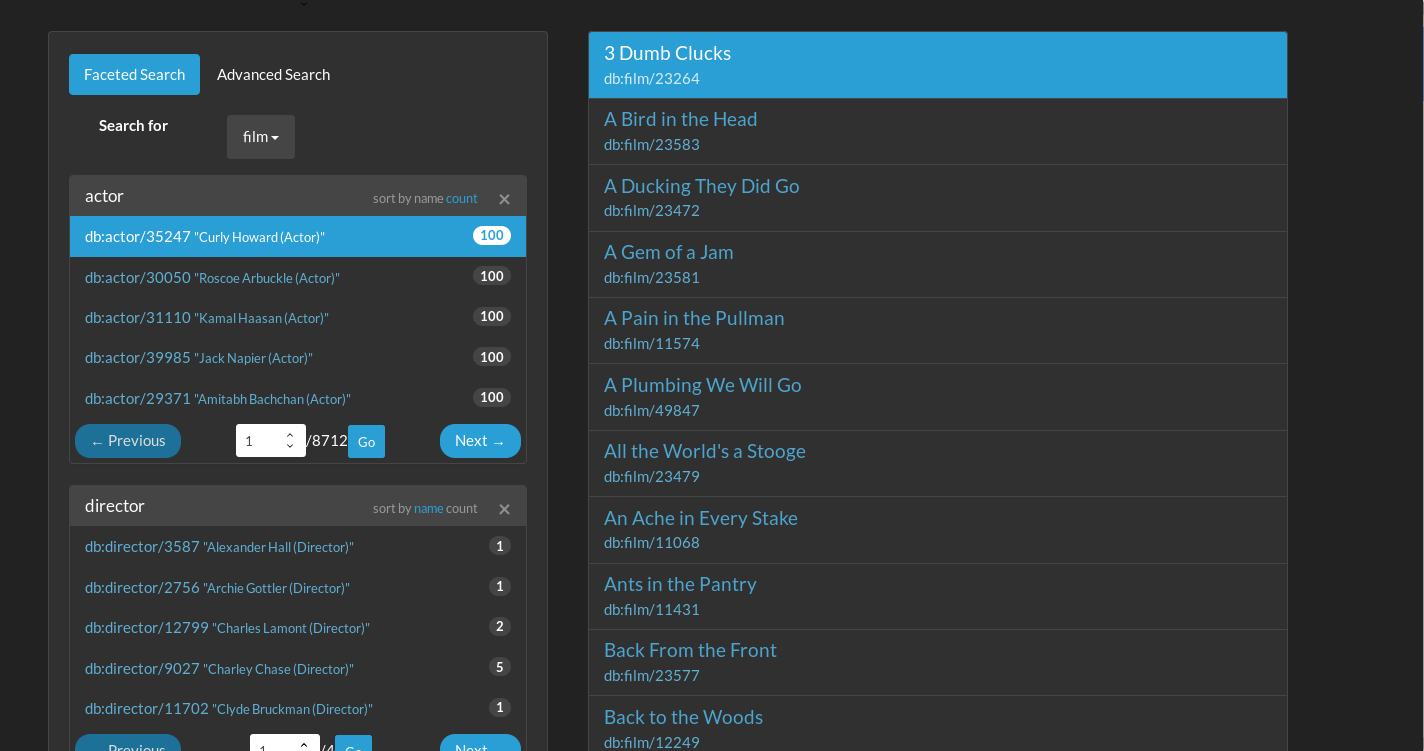 Faceted Search Advanced Search
Search for film
actor sort by name count ×
db:actor/35247 "Curly Howard (Actor)" 100
db:actor/30050 "Roscoe Arbuckle (Actor)" 100
db:actor/31110 "Kamal Haasan (Actor)" 100
db:actor/39985 "Jack Napier (Actor)" 100
db:actor/29371 "Amitabh Bachchan (Actor)" 100
← Previous 1 /8712 Go Next →
director sort by name count ×
db:director/3587 "Alexander Hall (Director)" 1
db:director/2756 "Archie Gottler (Director)" 1
db:director/12799 "Charles Lamont (Director)" 2
db:director/9027 "Charley Chase (Director)" 5
db:director/11702 "Clyde Bruckman (Director)" 1
Previous 1 /4 Go Next
3 Dumb Clucks
db:film/23264
A Bird in the Head
db:film/23583
A Ducking They Did Go
db:film/23472
A Gem of a Jam
db:film/23581
A Pain in the Pullman
db:film/11574
A Plumbing We Will Go
db:film/49847
All the World's a Stooge
db:film/23479
An Ache in Every Stake
db:film/11068
Ants in the Pantry
db:film/11431
Back From the Front
db:film/23577
Back to the Woods
db:film/12249